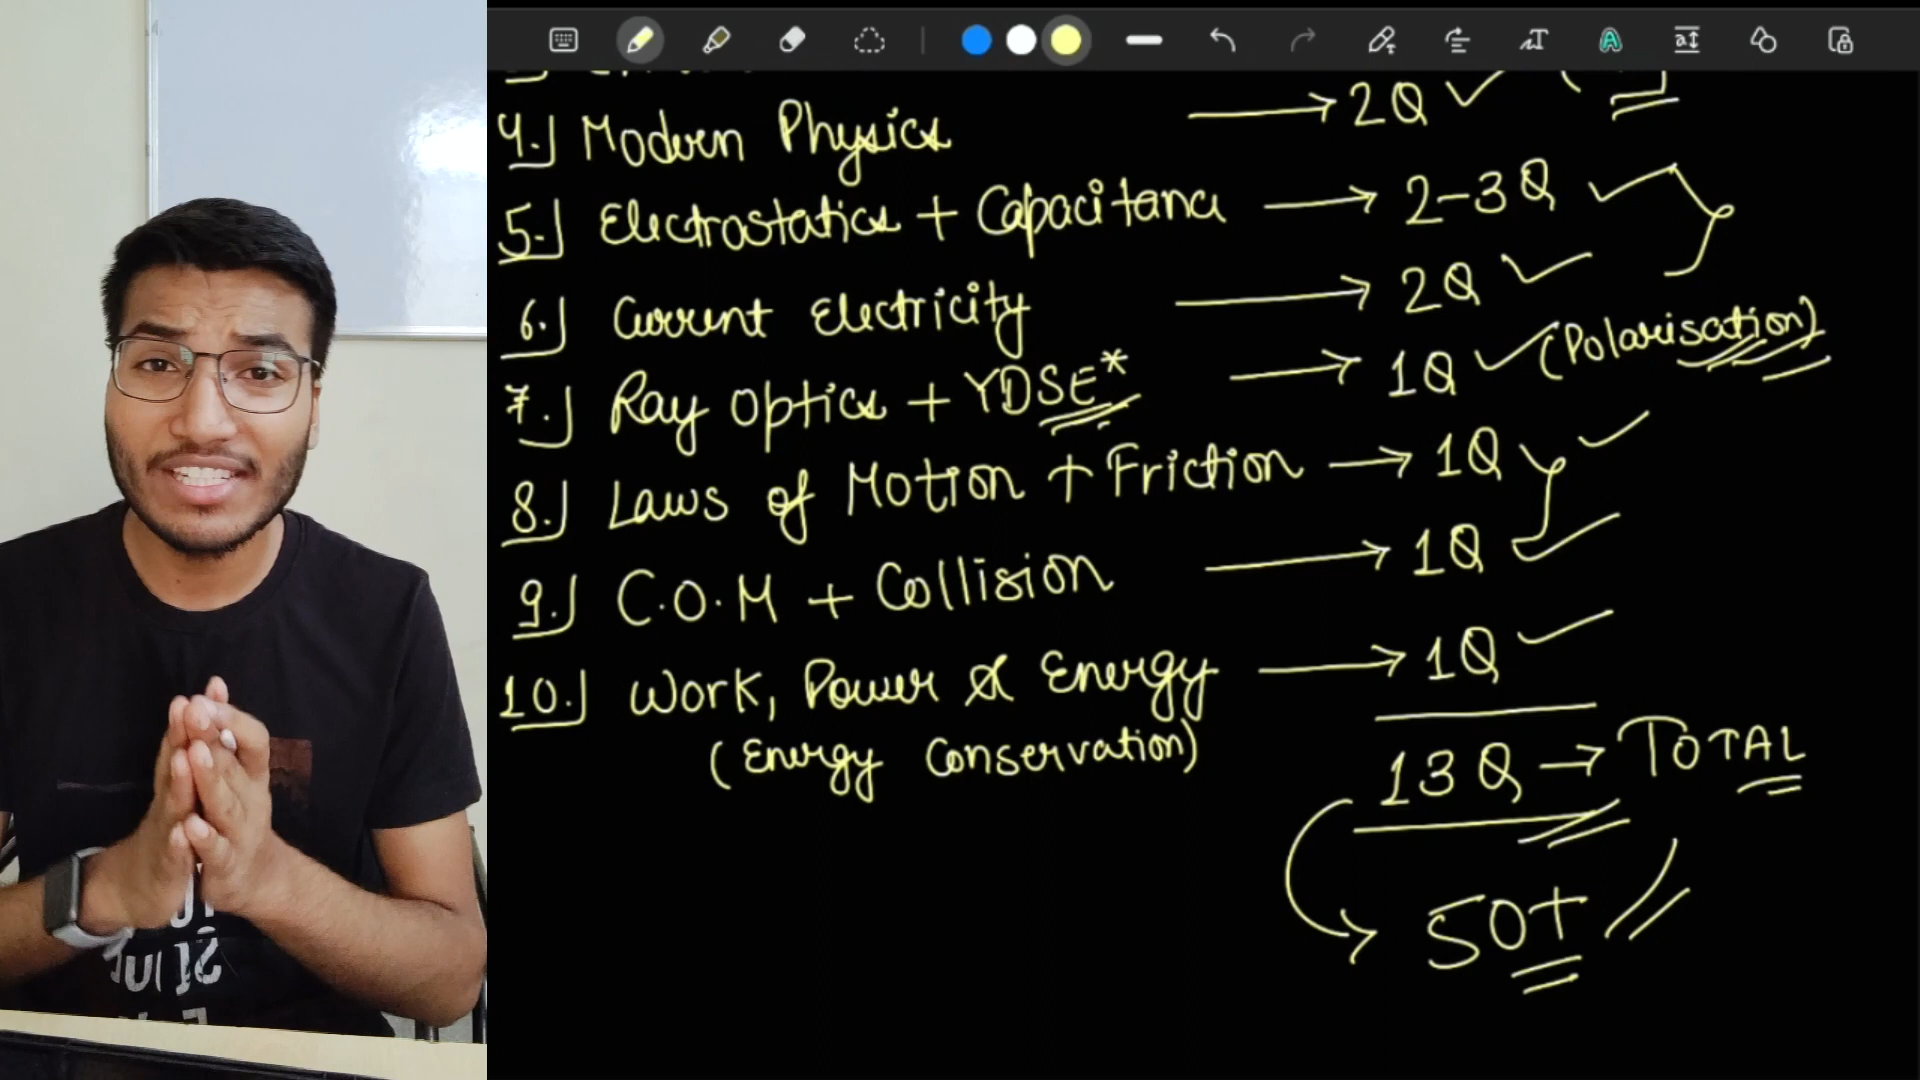 4.] Modern Physics → 2Q ✓
5.] Electrostatics + Capacitance → 2-3Q ✓
6.] Current Electricity → 2Q ✓
7.] Ray Optics + YDSE* → 1Q ✓ (Polarisation)
8.] Laws of Motion + Friction → 1Q ✓
9.] C.O.M + Collision → 1Q ✓
10.] Work, Power & Energy → 1Q ✓
(Energy Conservation)
13Q → TOTAL
→ 50+